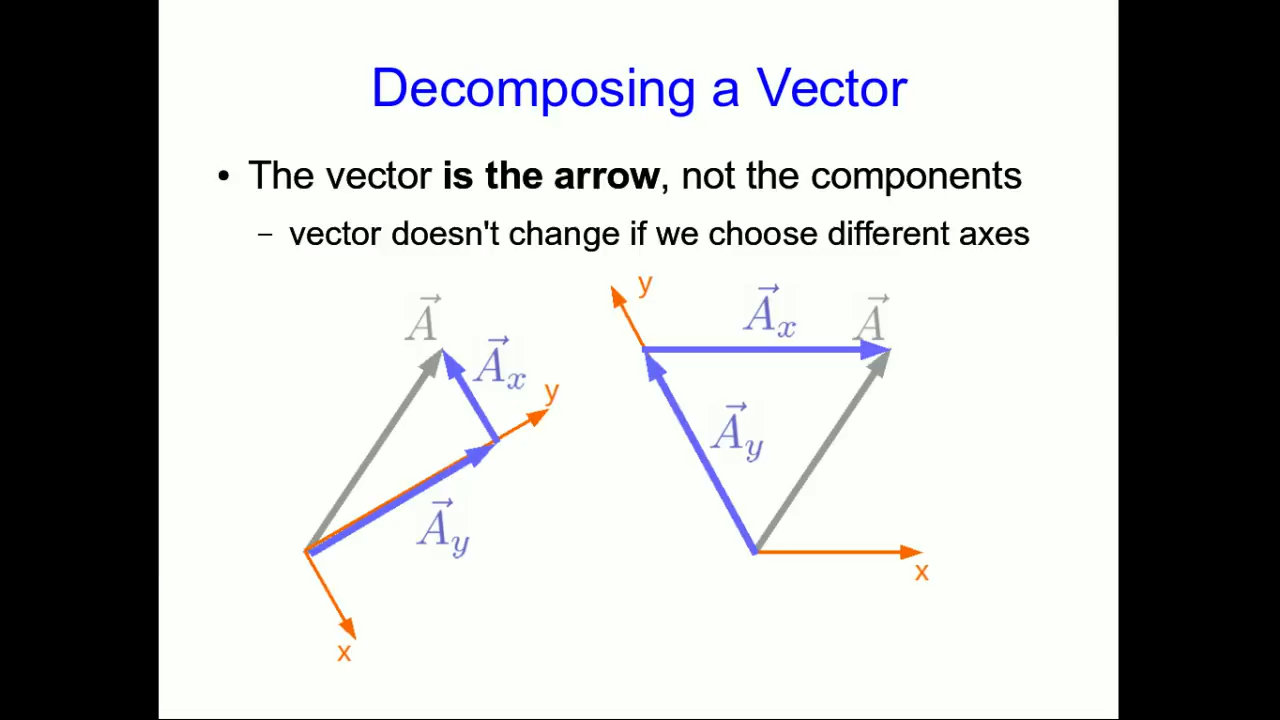 Decomposing a Vector
• The vector is the arrow, not the components
– vector doesn't change if we choose different axes
y
A⃗x
A⃗
A⃗
A⃗x
y
A⃗y
A⃗y
x
x